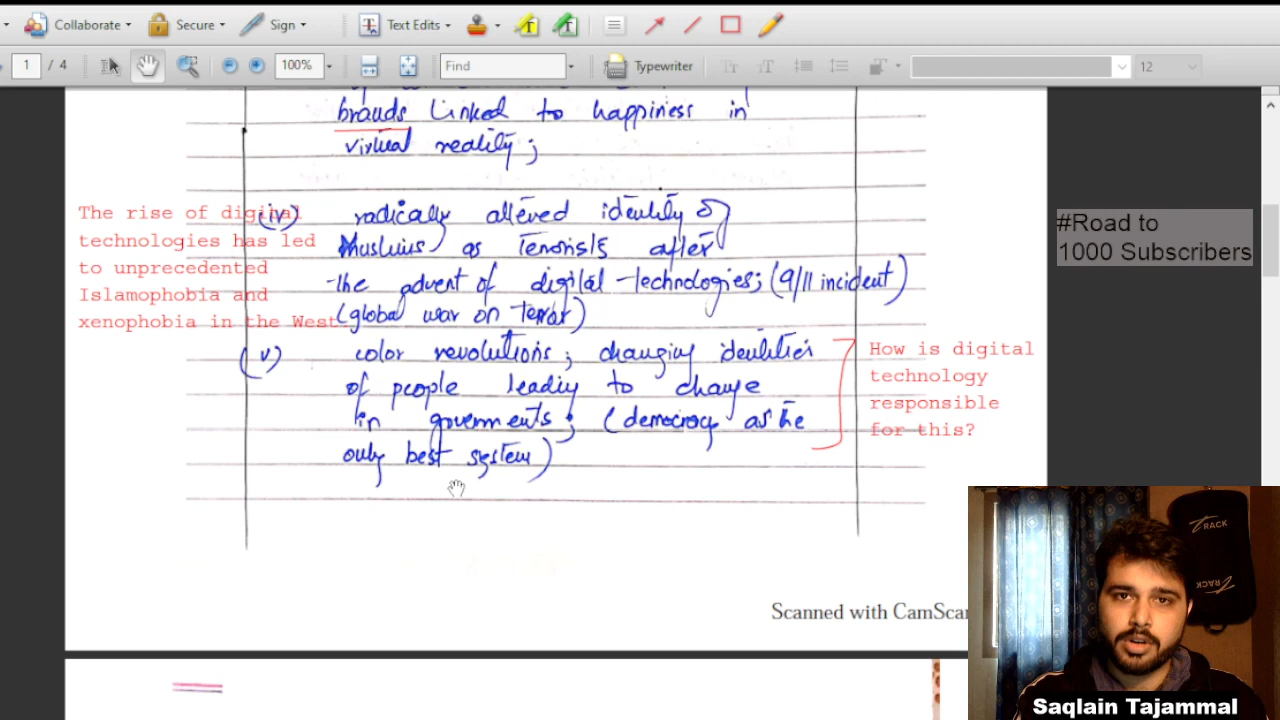 Collaborate Secure Sign Text Edits
1 / 4 100% Find Typewriter 12
brands linked to happiness in
virtual reality;
(iv) radically altered identity of
Muslims as terrorists after
the advent of digital technologies; (9/11 incident)
(global war on terror)
(v) color revolutions; changing identities
of people leading to change
in governments; (democracy as the
only best system)
The rise of digital
technologies has led
to unprecedented
Islamophobia and
xenophobia in the West.
How is digital
technology
responsible
for this?
#Road to
1000 Subscribers
Scanned with CamScan
TRACK
TRACK
Saqlain Tajammal